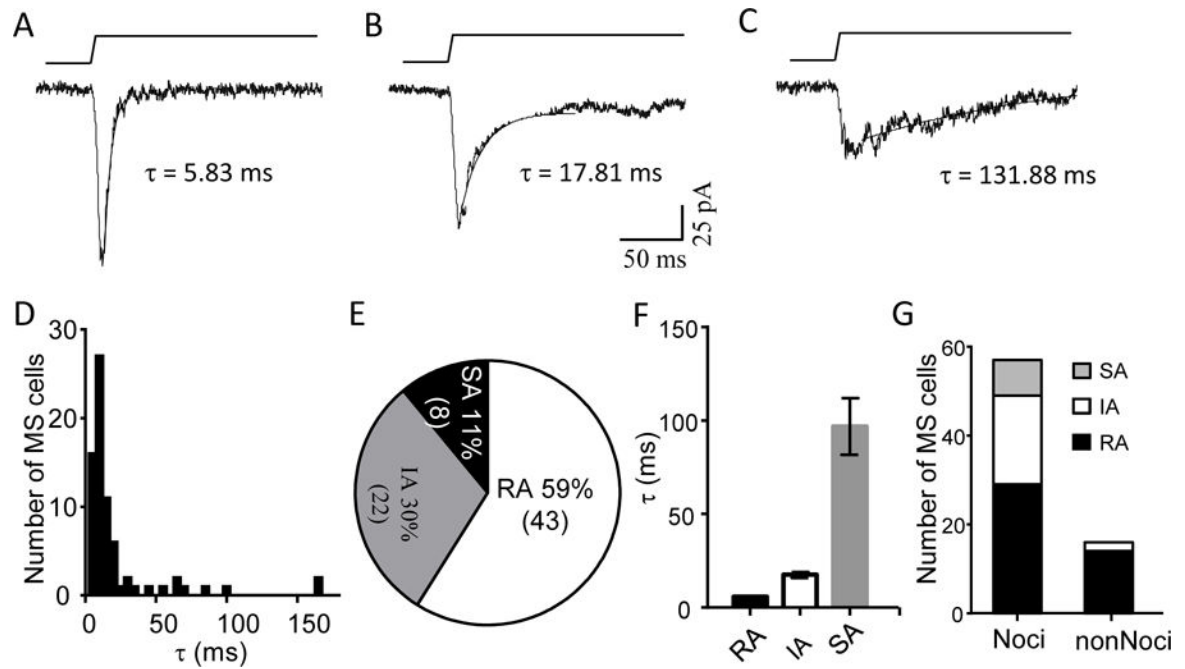 A
B
C
τ = 5.83 ms
τ = 17.81 ms
τ = 131.88 ms
25 pA
50 ms
D
Number of MS cells
30
20
10
0
0 50 100 150
τ (ms)
E
SA 11%
(8)
IA 30%
(22)
RA 59%
(43)
F
τ (ms)
150
100
50
0
RA IA SA
G
Number of MS cells
60
40
20
0
SA
IA
RA
Noci nonNoci